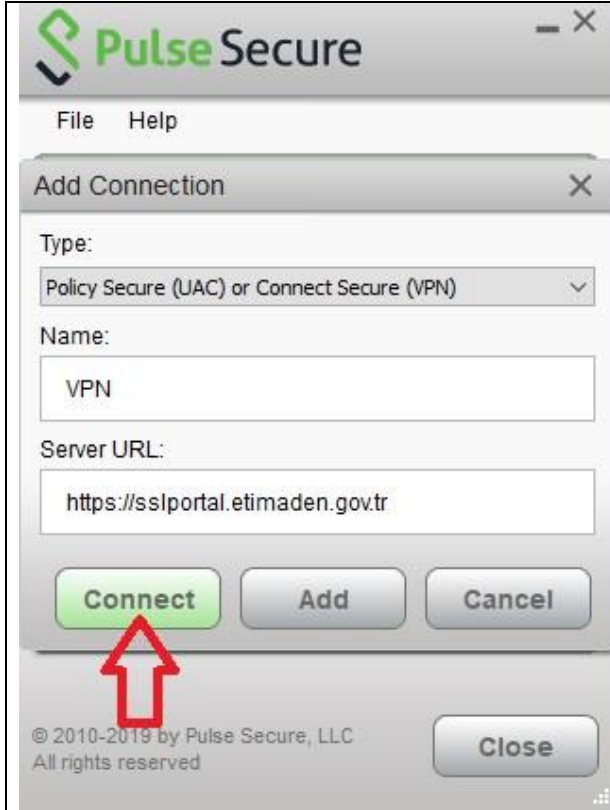 Pulse Secure
File Help
Add Connection
Type:
Policy Secure (UAC) or Connect Secure (VPN)
Name:
VPN
Server URL:
https://sslportal.etimaden.gov.tr
Connect Add Cancel
© 2010-2019 by Pulse Secure, LLC
All rights reserved
Close